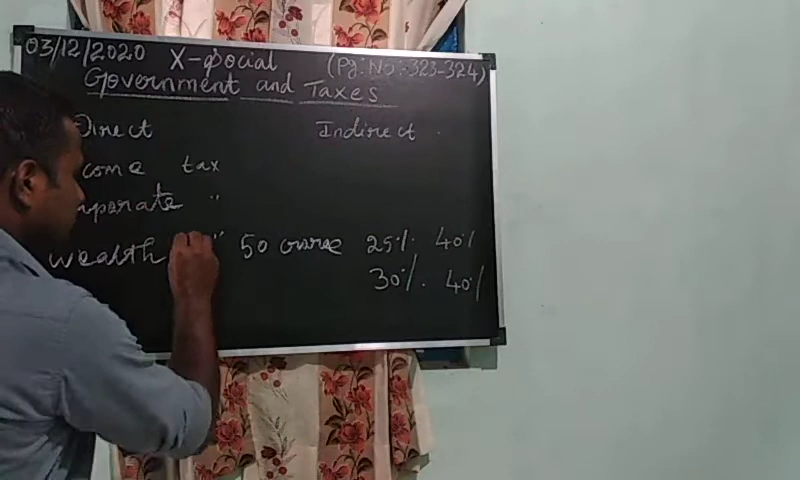 03/12/2020 X-Social (Pg:No:-323-324)
Government and Taxes
Direct Indirect
come tax
rporate "
Wealth " 50 crore 25% 40%
30% 40%